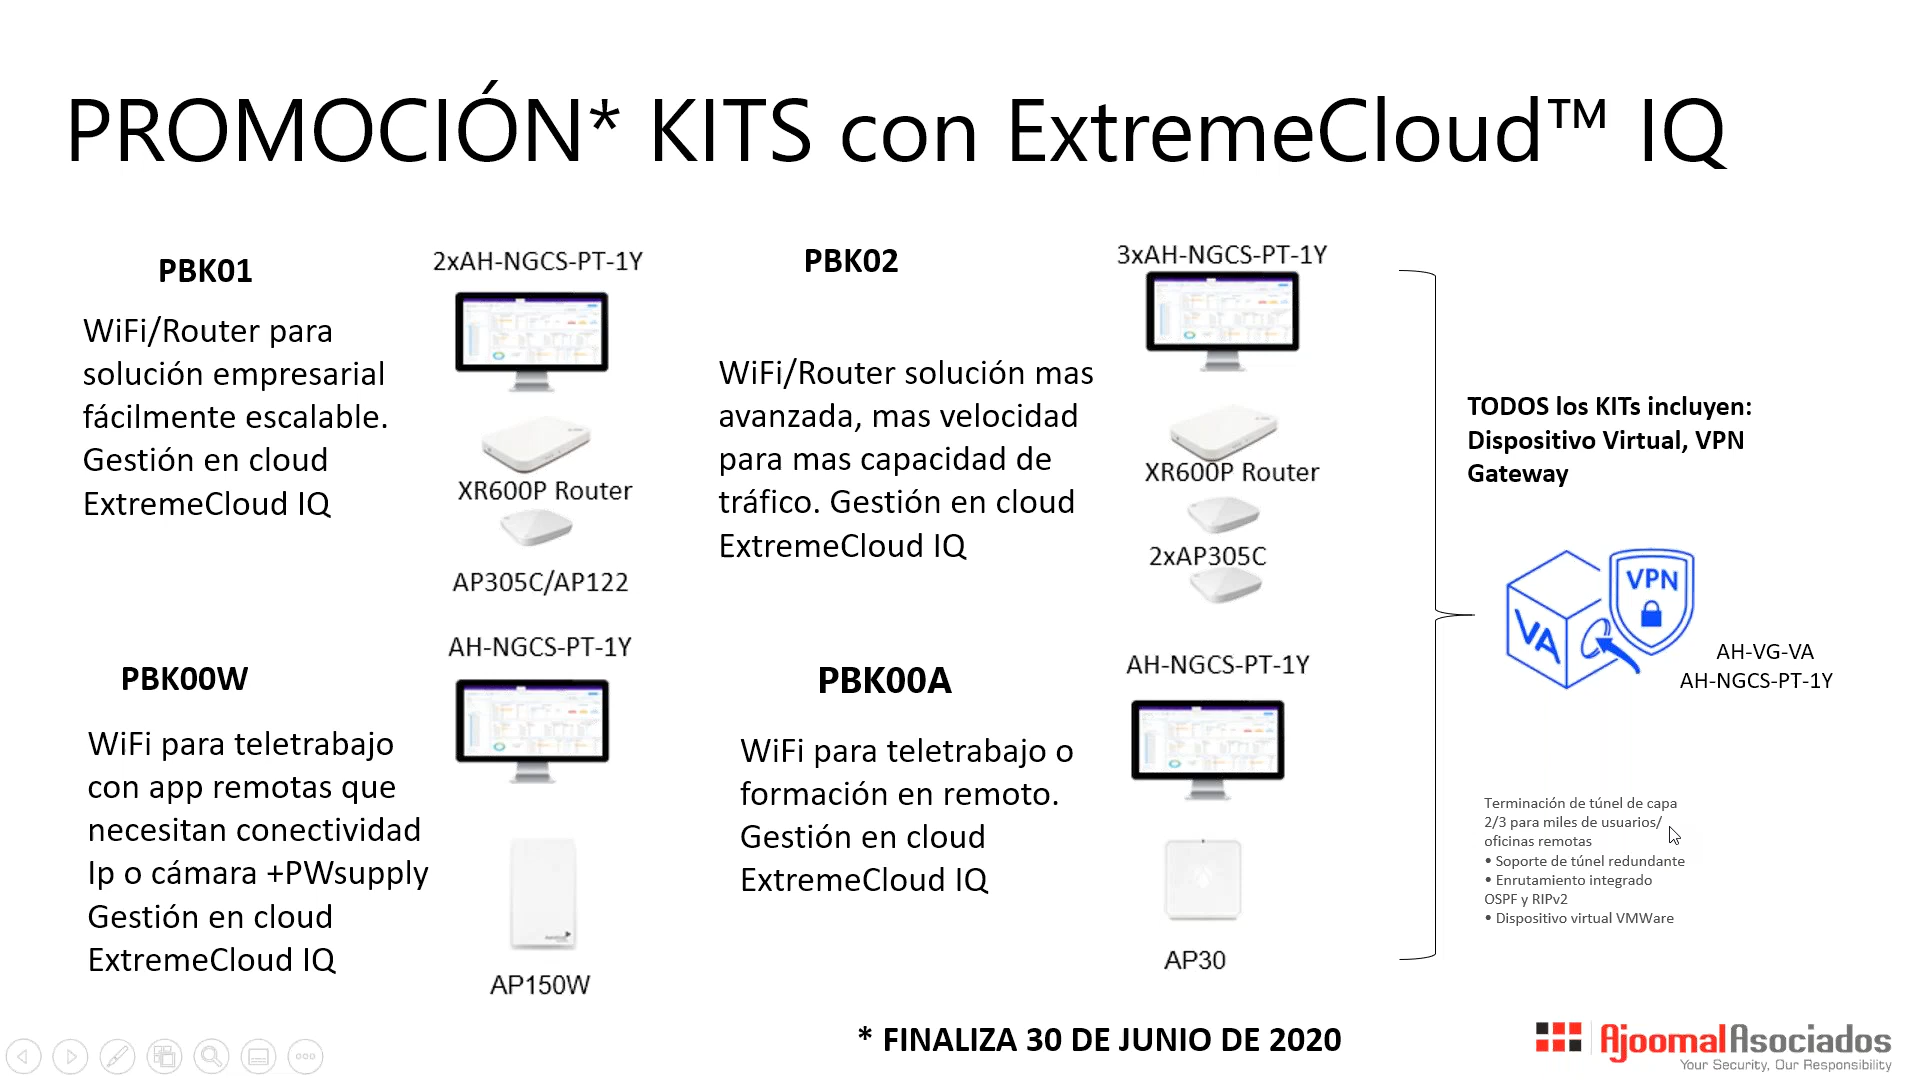 PROMOCIÓN* KITS con ExtremeCloud™ IQ
PBK01
WiFi/Router para
solución empresarial
fácilmente escalable.
Gestión en cloud
ExtremeCloud IQ
2xAH-NGCS-PT-1Y
XR600P Router
AP305C/AP122
PBK02
WiFi/Router solución mas
avanzada, mas velocidad
para mas capacidad de
tráfico. Gestión en cloud
ExtremeCloud IQ
3xAH-NGCS-PT-1Y
XR600P Router
2xAP305C
PBK00W
WiFi para teletrabajo
con app remotas que
necesitan conectividad
Ip o cámara +PWsupply
Gestión en cloud
ExtremeCloud IQ
AH-NGCS-PT-1Y
AP150W
PBK00A
WiFi para teletrabajo o
formación en remoto.
Gestión en cloud
ExtremeCloud IQ
AH-NGCS-PT-1Y
AP30
TODOS los KITs incluyen:
Dispositivo Virtual, VPN
Gateway
VA
VPN
AH-VG-VA
AH-NGCS-PT-1Y
Terminación de túnel de capa
2/3 para miles de usuarios/
oficinas remotas
• Soporte de túnel redundante
• Enrutamiento integrado
OSPF y RIPv2
• Dispositivo virtual VMWare
* FINALIZA 30 DE JUNIO DE 2020
AjoomalAsociados
Your Security, Our Responsibility